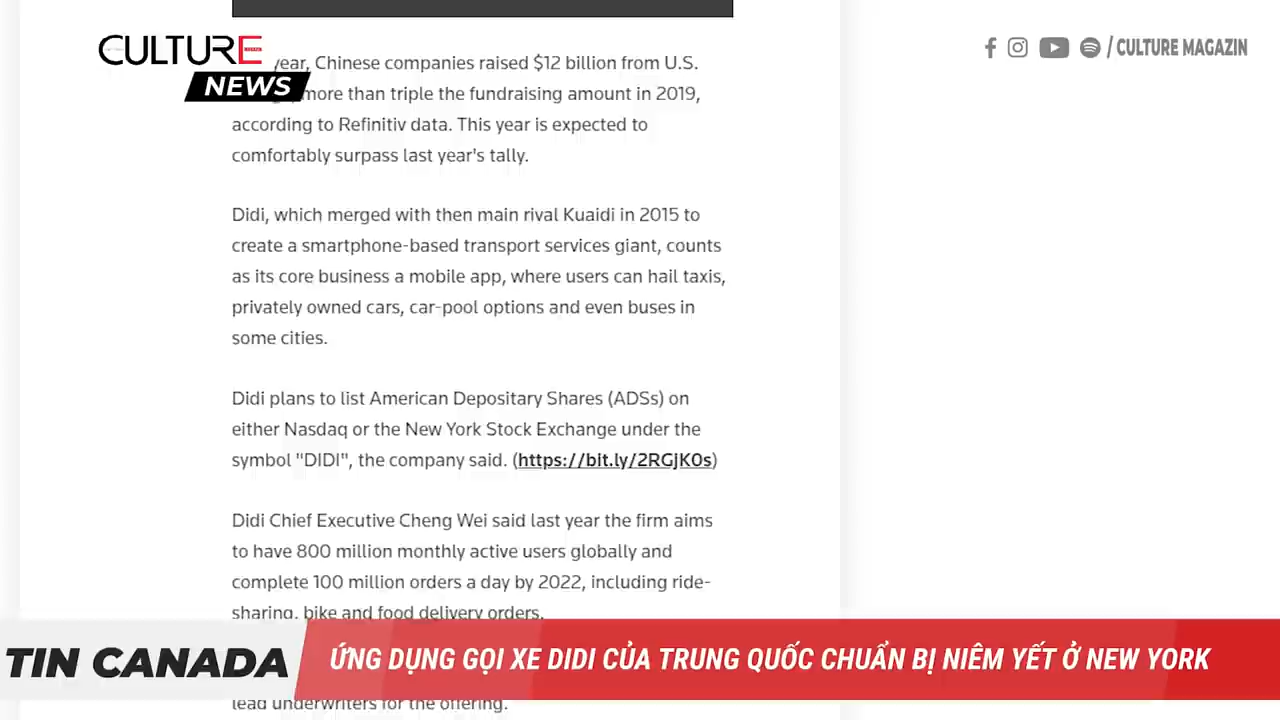 CULTURE
NEWS
/ CULTURE MAGAZIN
year, Chinese companies raised $12 billion from U.S.
more than triple the fundraising amount in 2019,
according to Refinitiv data. This year is expected to
comfortably surpass last year's tally.
Didi, which merged with then main rival Kuaidi in 2015 to
create a smartphone-based transport services giant, counts
as its core business a mobile app, where users can hail taxis,
privately owned cars, car-pool options and even buses in
some cities.
Didi plans to list American Depositary Shares (ADSs) on
either Nasdaq or the New York Stock Exchange under the
symbol "DIDI", the company said. (https://bit.ly/2RGjK0s)
Didi Chief Executive Cheng Wei said last year the firm aims
to have 800 million monthly active users globally and
complete 100 million orders a day by 2022, including ride-
sharing, bike and food delivery orders.
TIN CANADA
ỨNG DỤNG GỌI XE DIDI CỦA TRUNG QUỐC CHUẨN BỊ NIÊM YẾT Ở NEW YORK
lead underwriters for the offering.